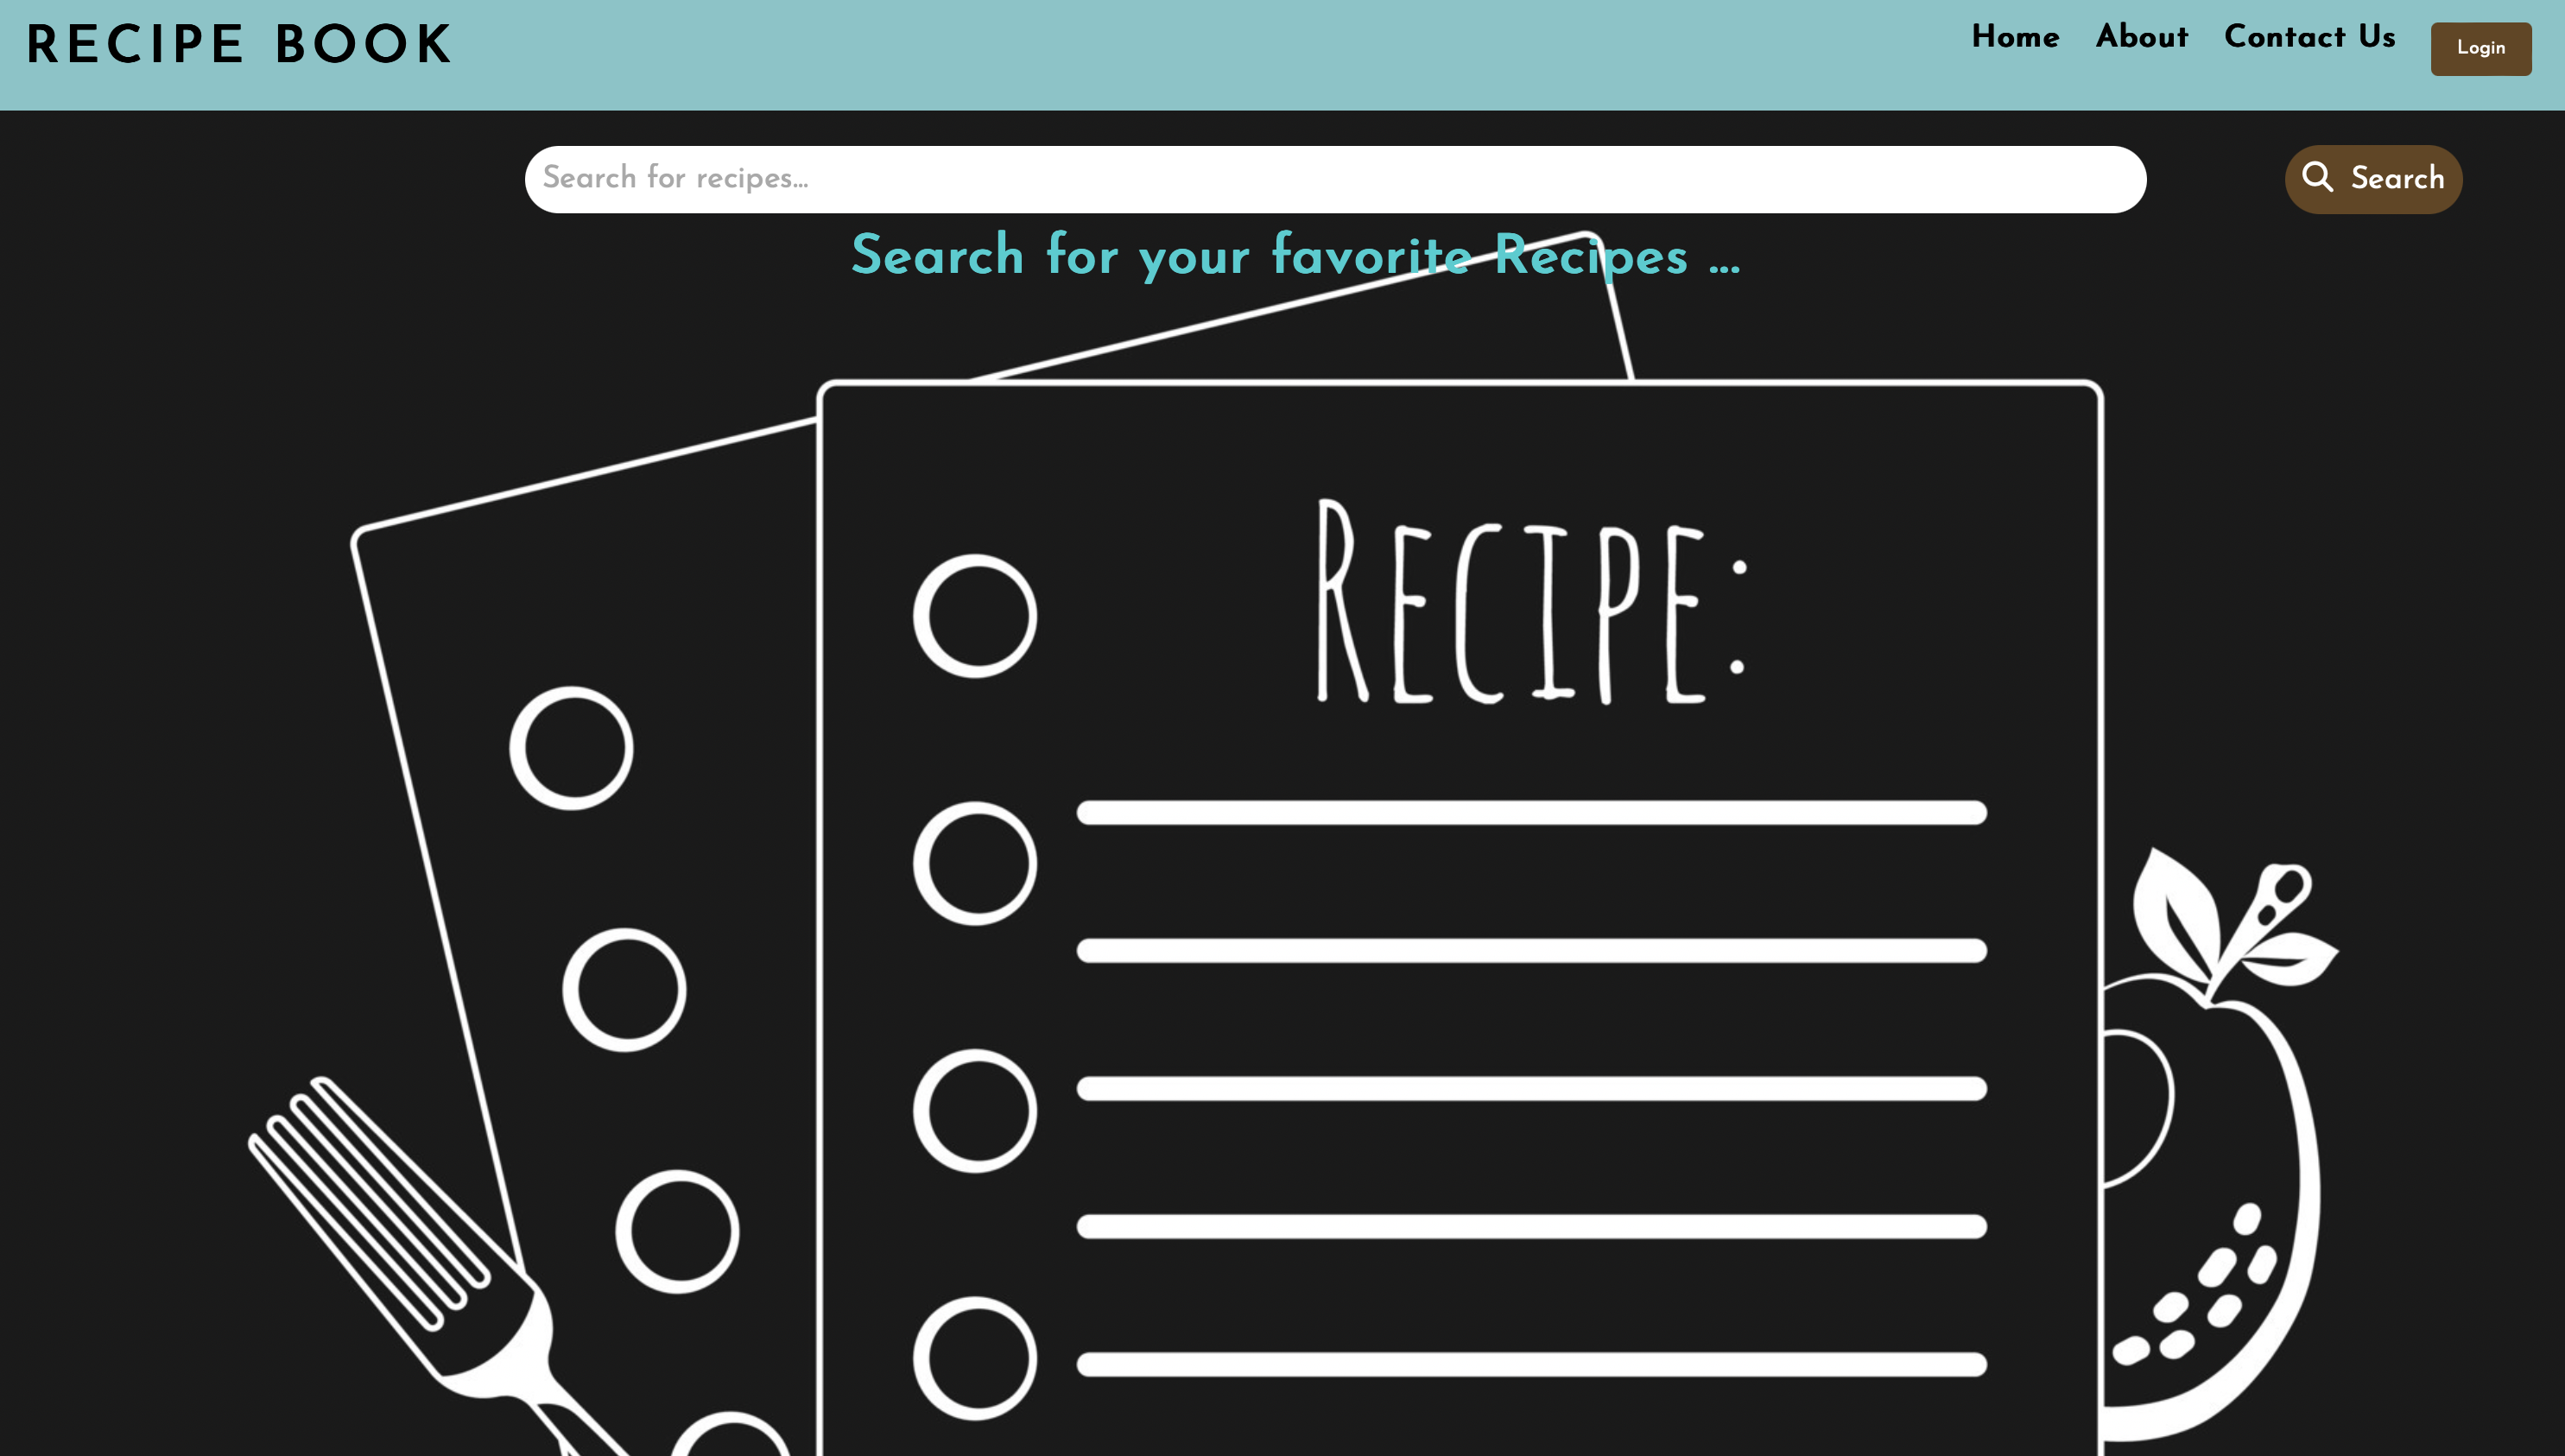 RECIPE BOOK
Home About Contact Us Login
Search for recipes... Search
Search for your favorite Recipes ...
RECIPE: